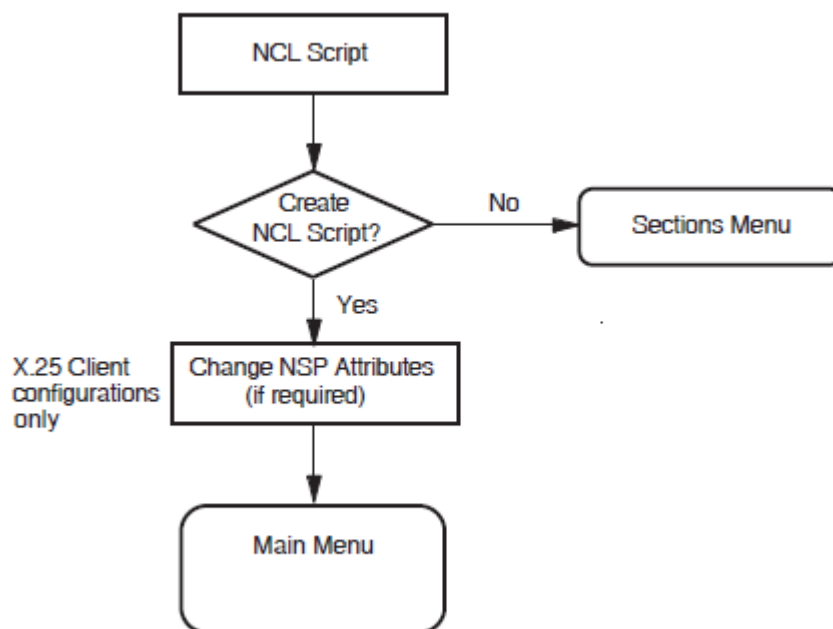 NCL Script
Create
NCL Script?
No
Sections Menu
Yes
X.25 Client
configurations
only
Change NSP Attributes
(if required)
Main Menu